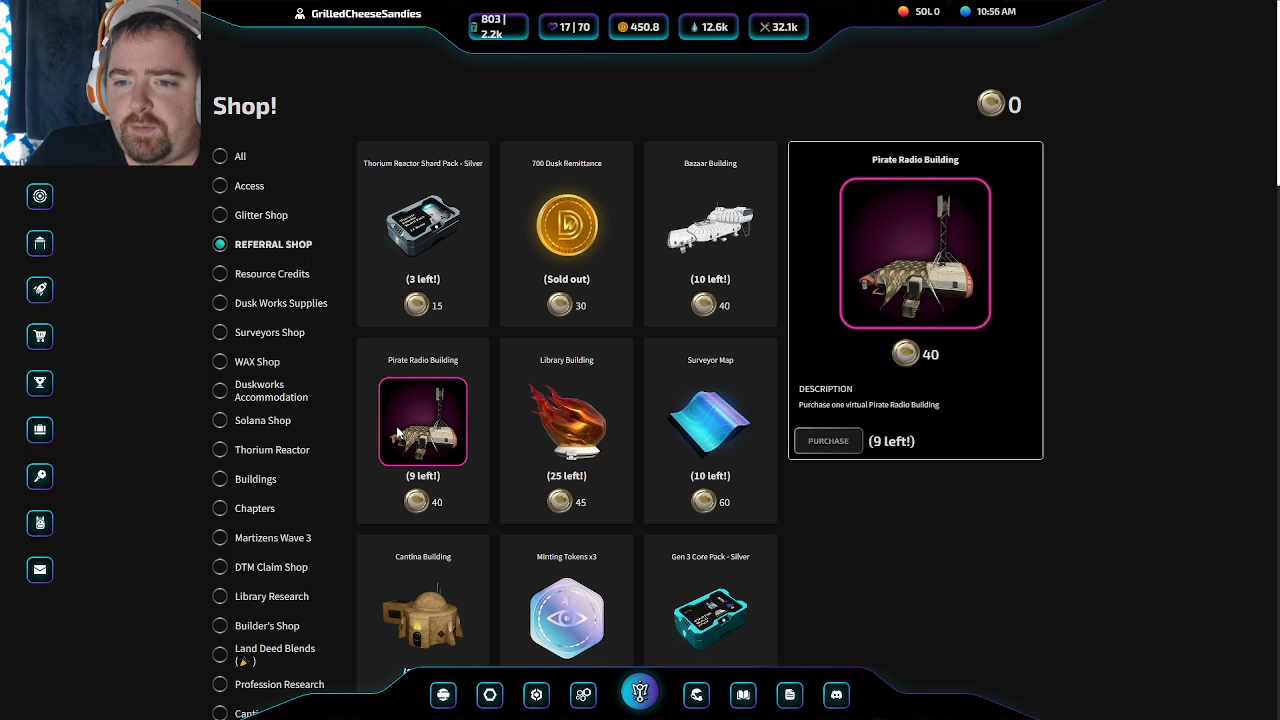 GrilledCheeseSandies
803 |
2.2k
17 | 70
450.8
12.6k
32.1k
SOL 0
10:56 AM
Shop!
0
All
Access
Glitter Shop
REFERRAL SHOP
Resource Credits
Dusk Works Supplies
Surveyors Shop
WAX Shop
Duskworks
Accommodation
Solana Shop
Thorium Reactor
Buildings
Chapters
Martizens Wave 3
DTM Claim Shop
Library Research
Builder's Shop
Land Deed Blends
Profession Research
Thorium Reactor Shard Pack - Silver
(3 left!)
15
700 Dusk Remittance
(Sold out)
30
Bazaar Building
(10 left!)
40
Pirate Radio Building
(9 left!)
40
Library Building
(25 left!)
45
Surveyor Map
(10 left!)
60
Cantina Building
Minting Tokens x3
Gen 3 Core Pack - Silver
Pirate Radio Building
40
DESCRIPTION
Purchase one virtual Pirate Radio Building
PURCHASE
(9 left!)